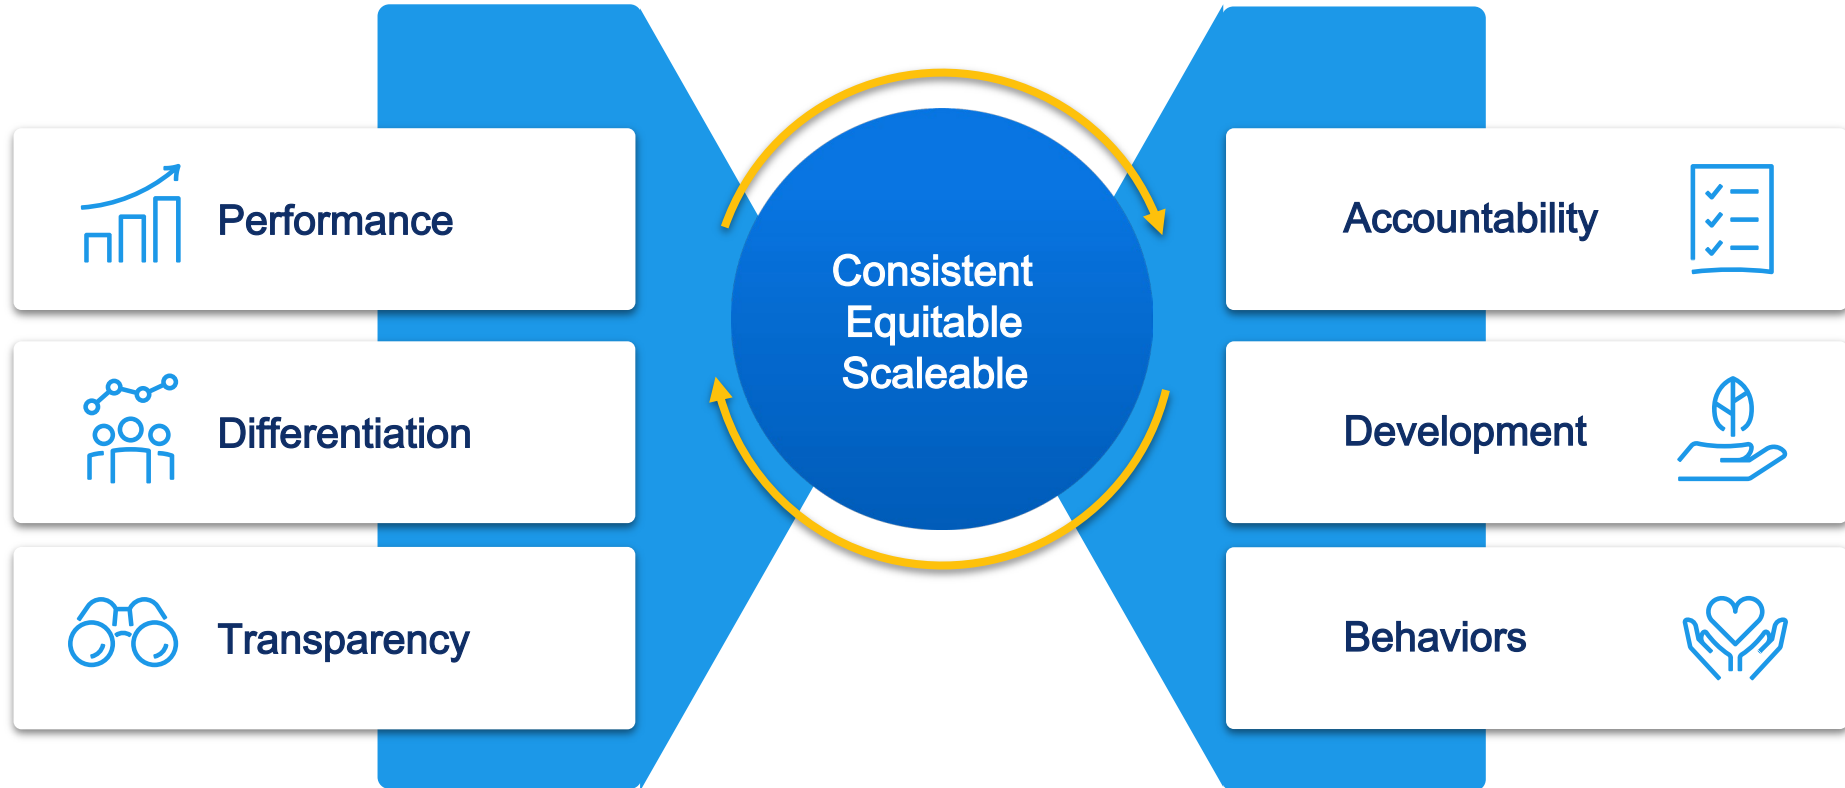 Performance
Differentiation
Transparency
Consistent
Equitable
Scaleable
Accountability
Development
Behaviors